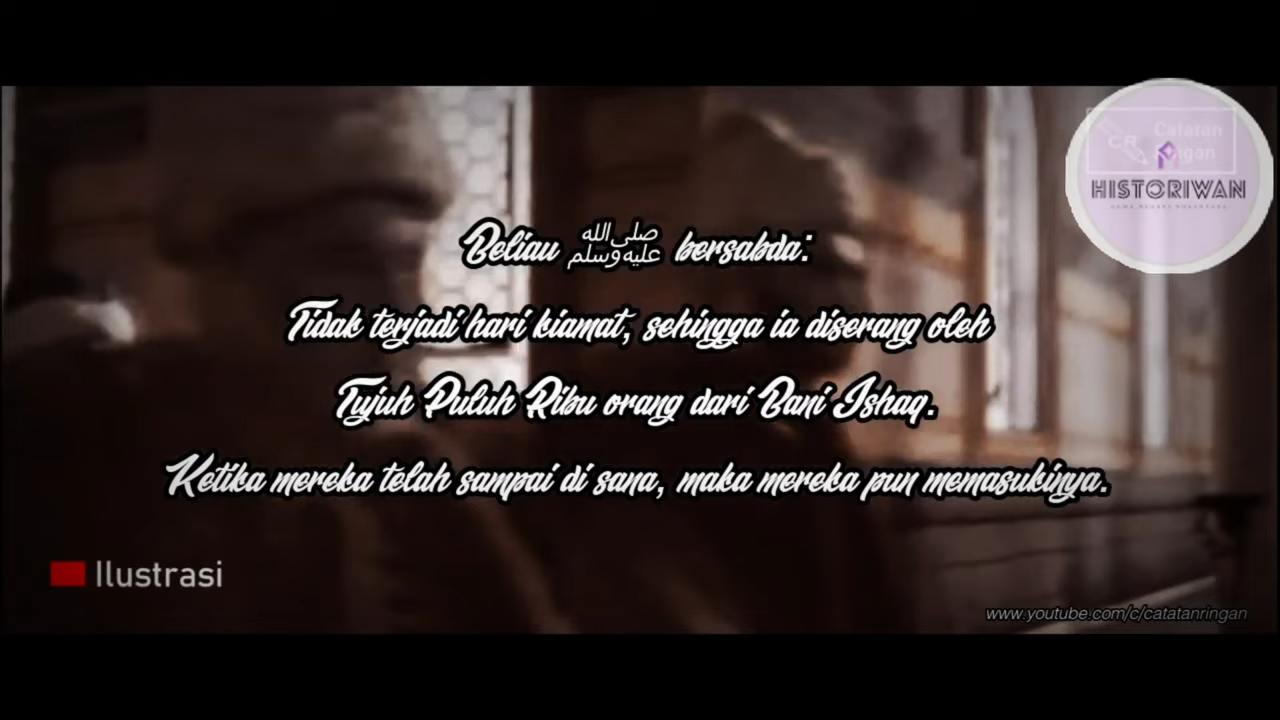 Catatan
CR
ngan
HISTORIWAN
Beliau ﷺ bersabda:
Tidak terjadi hari kiamat, sehingga ia diserang oleh
Tujuh Puluh Ribu orang dari Bani Ishaq.
Ketika mereka telah sampai di sana, maka mereka pun memasukinya.
Ilustrasi
www.youtube.com/c/catatanringan